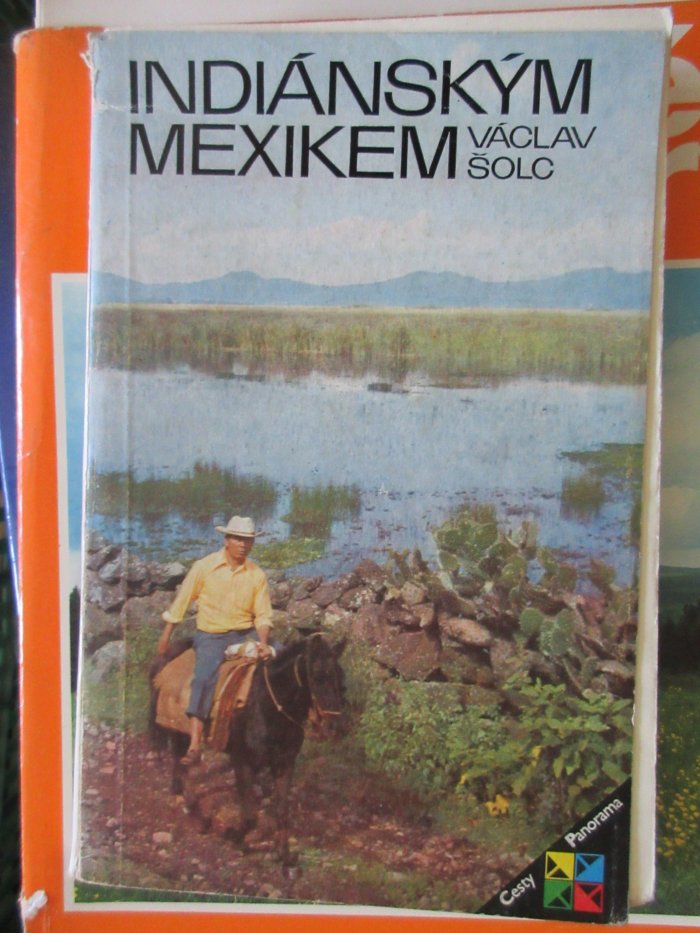 INDIÁNSKÝM
MEXIKEM
VÁCLAV
ŠOLC
Cesty
Panorama